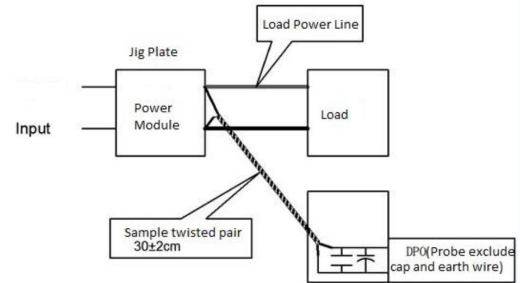 Load Power Line
Jig Plate
Power
Module
Load
Input
Sample twisted pair
30±2cm
DPO(Probe exclude
cap and earth wire)